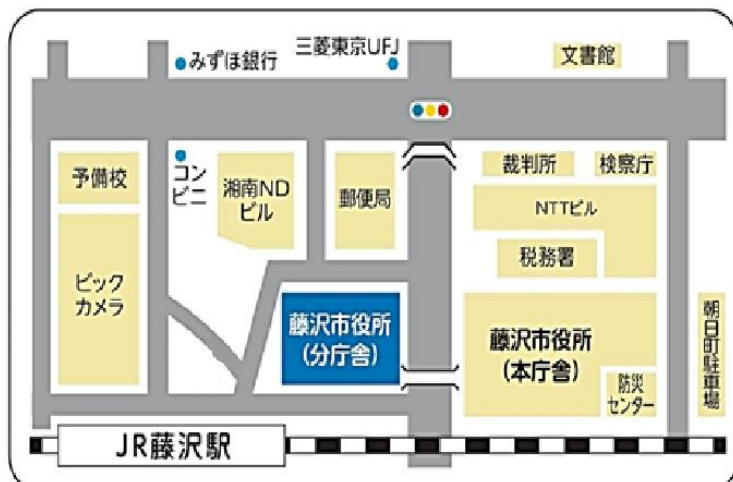 みずほ銀行
三菱東京UFJ
文書館
予備校
コン
ビニ
湘南ND
ビル
郵便局
裁判所
検察庁
NTTビル
税務署
ビック
カメラ
藤沢市役所
(分庁舎)
藤沢市役所
(本庁舎)
防災
センター
朝日町駐車場
JR藤沢駅